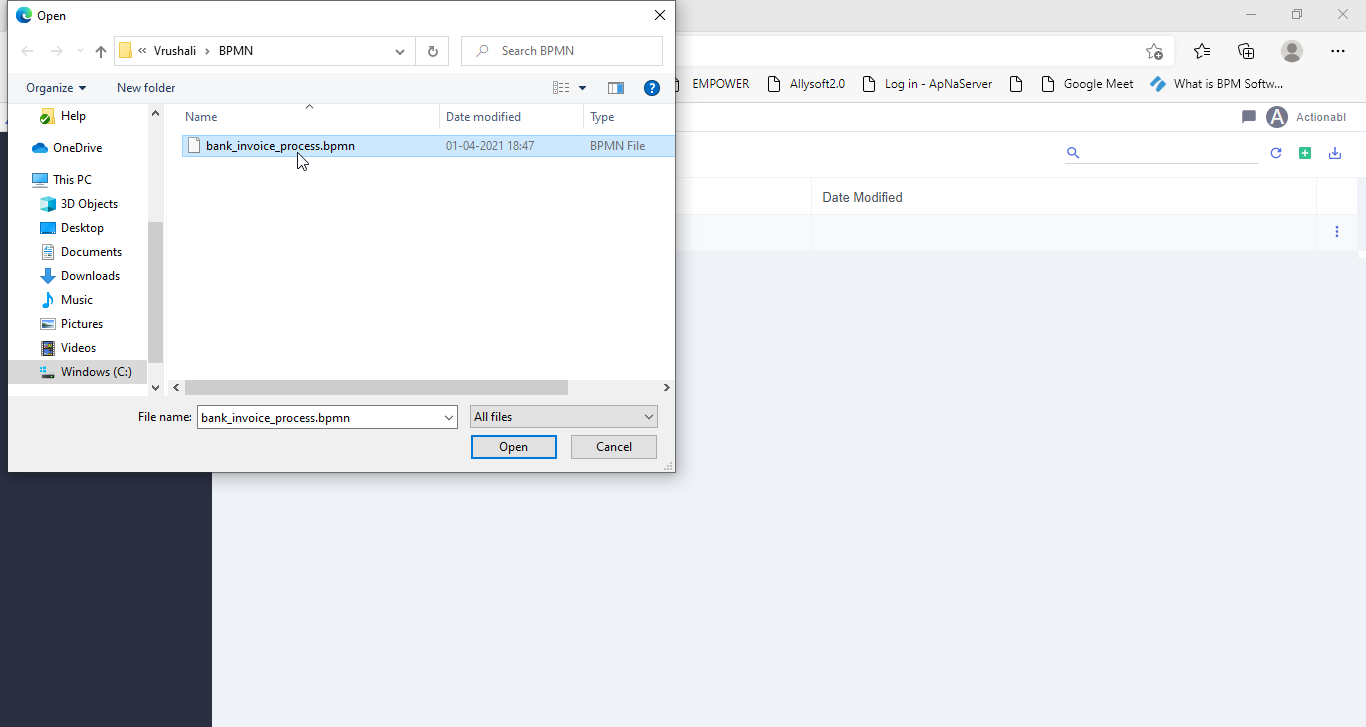 Open
« Vrushali › BPMN
Search BPMN
Organize
New folder
?
EMPOWER
Allysoft2.0
Log in - ApNaServer
Google Meet
What is BPM Softw...
A Actionabl
Help
OneDrive
This PC
3D Objects
Desktop
Documents
Downloads
Music
Pictures
Videos
Windows (C:)
Name Date modified Type
bank_invoice_process.bpmn 01-04-2021 18:47 BPMN File
Date Modified
File name: bank_invoice_process.bpmn All files
Open Cancel